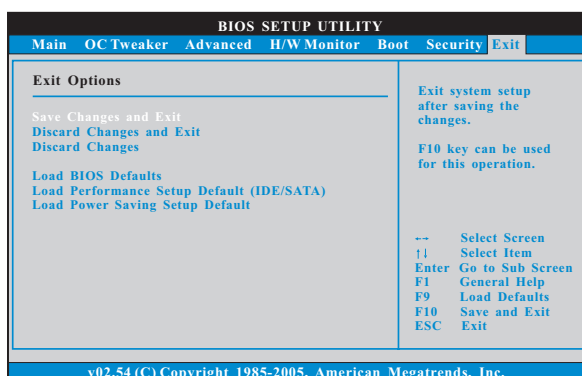 BIOS SETUP UTILITY
Main OC Tweaker Advanced H/W Monitor Boot Security Exit
Exit Options
Save Changes and Exit
Discard Changes and Exit
Discard Changes
Load BIOS Defaults
Load Performance Setup Default (IDE/SATA)
Load Power Saving Setup Default
Exit system setup
after saving the
changes.
F10 key can be used
for this operation.
←→ Select Screen
↑↓ Select Item
Enter Go to Sub Screen
F1 General Help
F9 Load Defaults
F10 Save and Exit
ESC Exit
v02.54 (C) Copyright 1985-2005, American Megatrends, Inc.